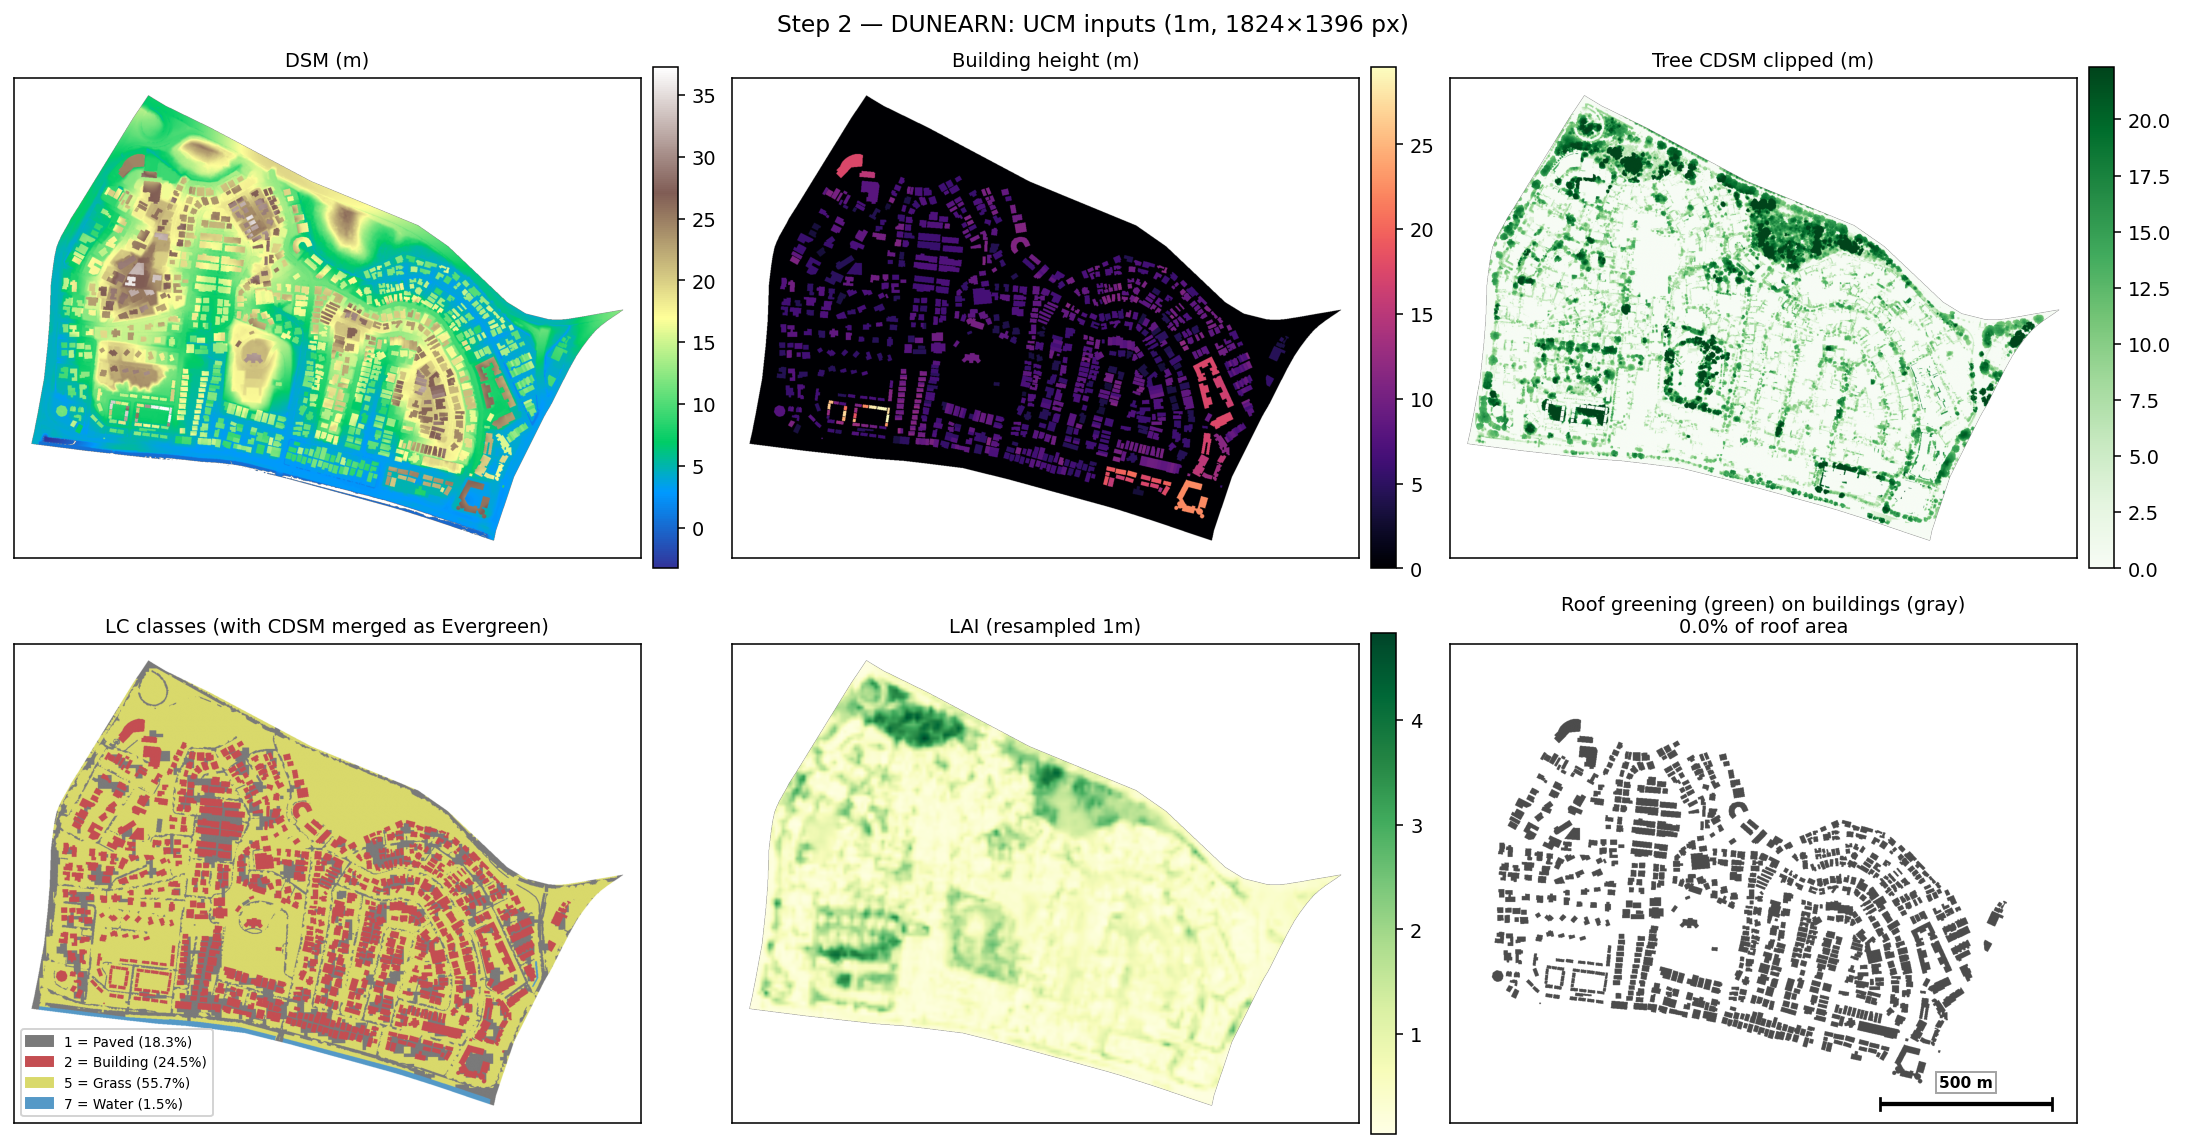 Step 2 — DUNEARN: UCM inputs (1m, 1824×1396 px)
DSM (m)
35
30
25
20
15
10
5
0
Building height (m)
25
20
15
10
5
0
Tree CDSM clipped (m)
20.0
17.5
15.0
12.5
10.0
7.5
5.0
2.5
0.0
LC classes (with CDSM merged as Evergreen)
1 = Paved (18.3%)
2 = Building (24.5%)
5 = Grass (55.7%)
7 = Water (1.5%)
LAI (resampled 1m)
4
3
2
1
Roof greening (green) on buildings (gray)
0.0% of roof area
500 m